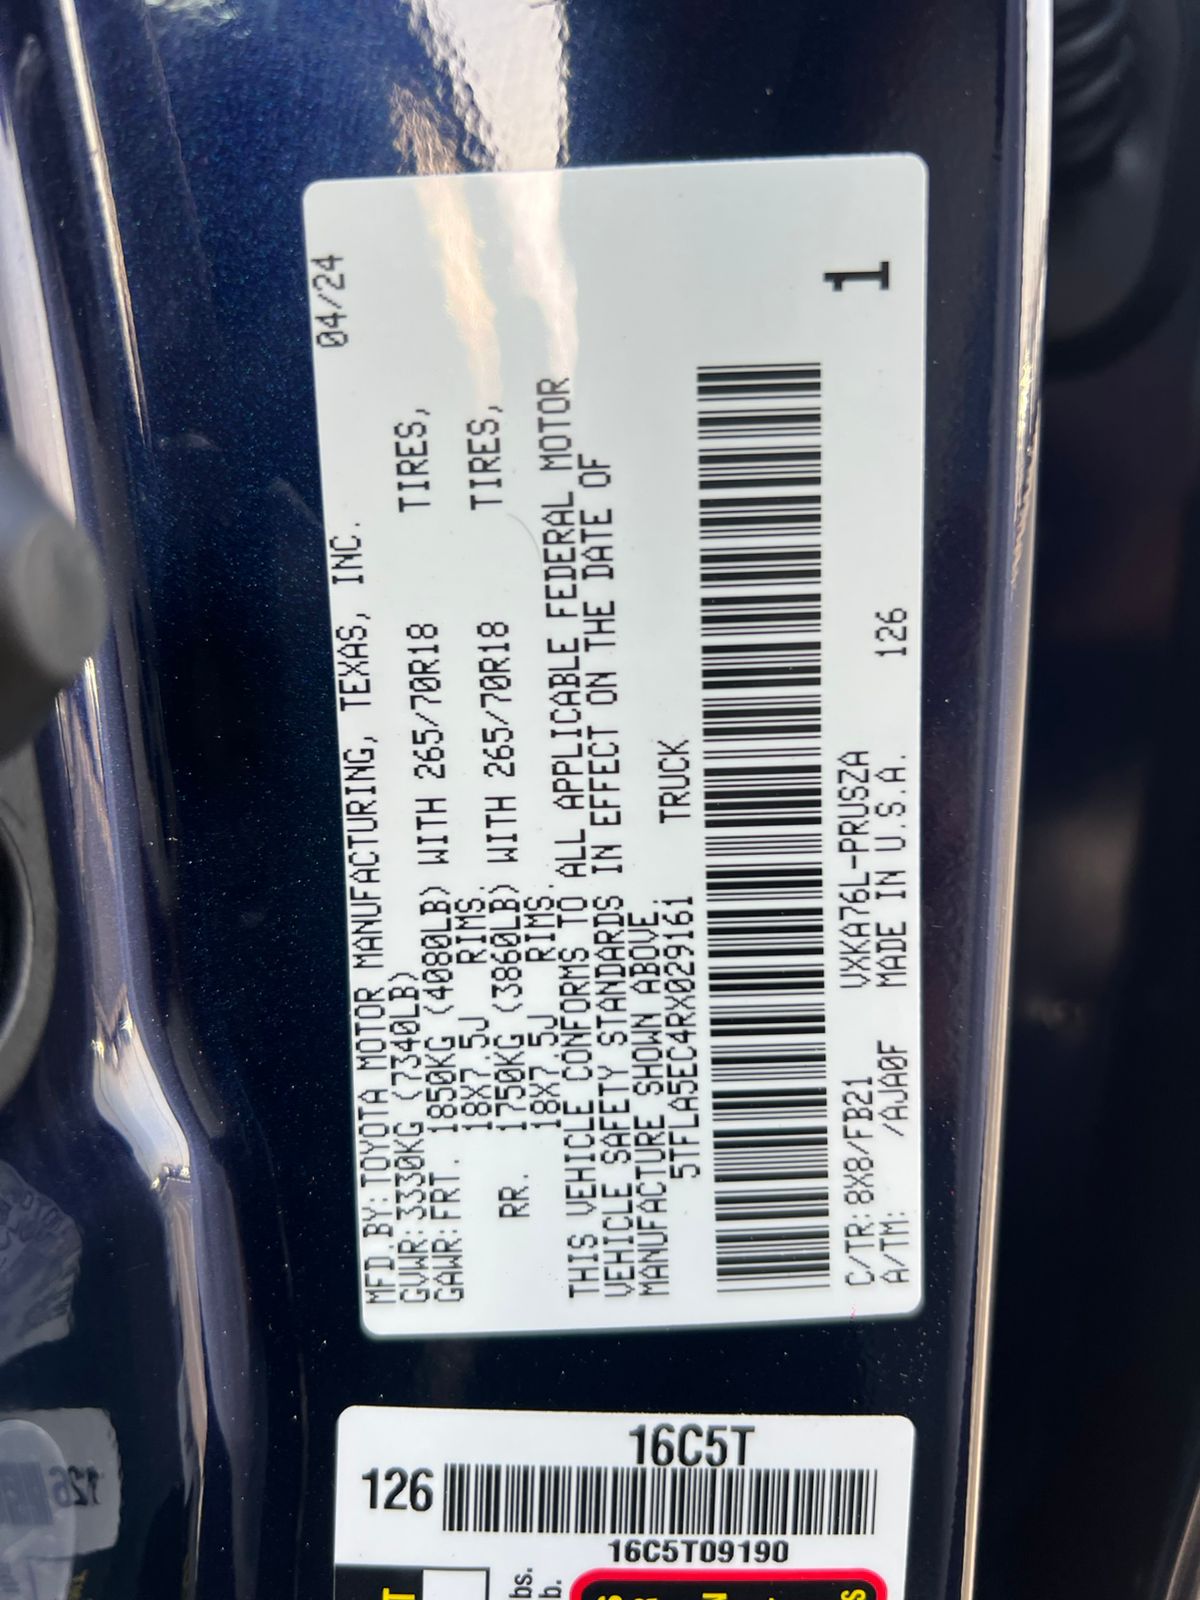 04/24
MFD.BY:TOYOTA MOTOR MANUFACTURING, TEXAS, INC.
GVWR:3330KG (7340LB)
GAWR:FRT. 1850KG (4080LB) WITH 265/70R18 TIRES,
18X7.5J RIMS,
RR. 1750KG (3860LB) WITH 265/70R18 TIRES,
18X7.5J RIMS,
THIS VEHICLE CONFORMS TO ALL APPLICABLE FEDERAL MOTOR
VEHICLE SAFETY STANDARDS IN EFFECT ON THE DATE OF
MANUFACTURE SHOWN ABOVE.
5TFLA5EC4RX029161 TRUCK
1
C/TR:8X8/FB21 VXKA76L-PRUSZA
A/TM: /AJA0F MADE IN U.S.A. 126
16C5T
126
16C5T09190